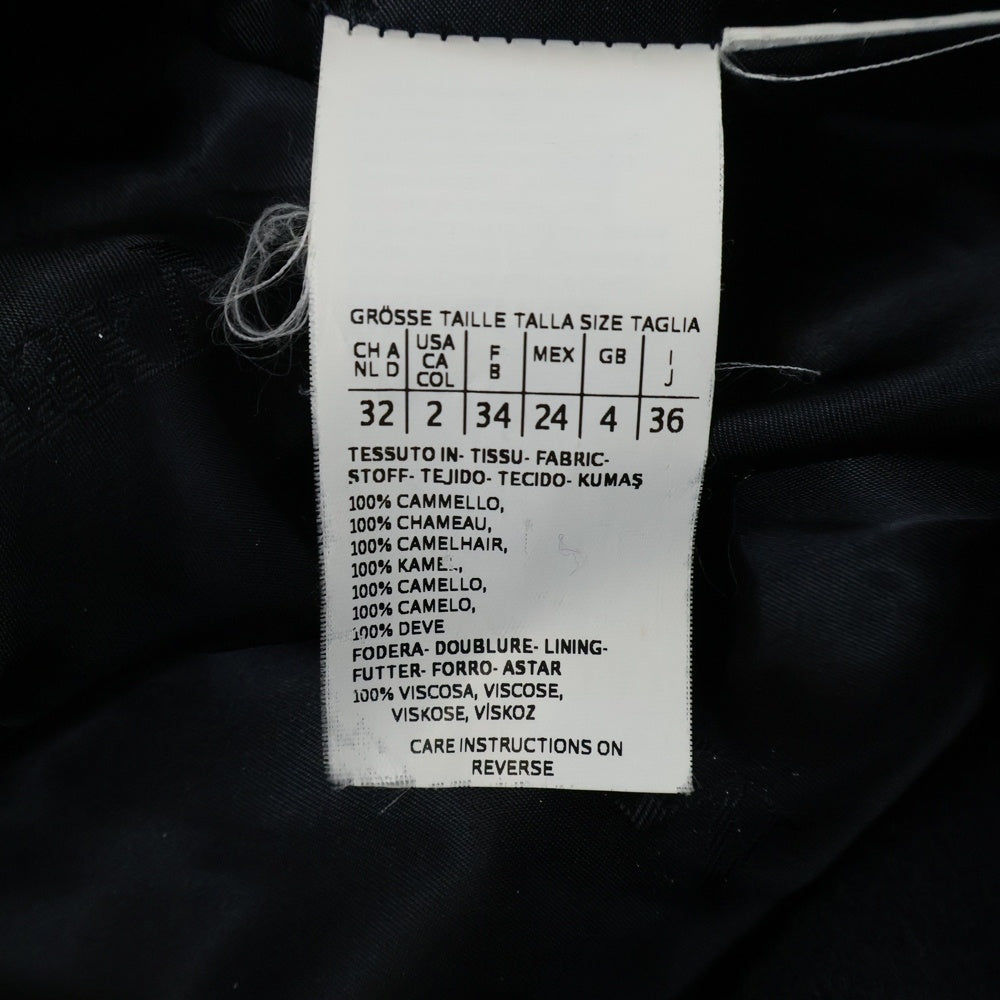 GRÖSSE TAILLE TALLA SIZE TAGLIA
CH A NL D USA CA COL F B MEX GB I J
32 2 34 24 4 36
TESSUTO IN- TISSU- FABRIC-
STOFF- TEJIDO- TECIDO- KUMAŞ
100% CAMMELLO,
100% CHAMEAU,
100% CAMELHAIR,
100% KAMEL,
100% CAMELLO,
100% CAMELO,
100% DEVE
FODERA- DOUBLURE- LINING-
FUTTER- FORRO- ASTAR
100% VISCOSA, VISCOSE,
VISKOSE, VİSKOZ
CARE INSTRUCTIONS ON
REVERSE